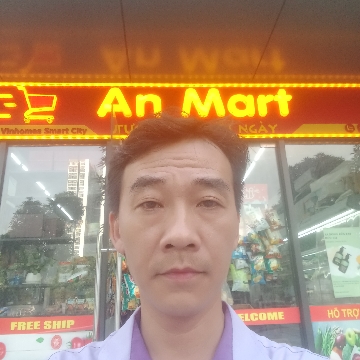 An Mart
Vinhomes Smart City
NGÀY
FREE SHIP
WELCOME
HỖ TRỢ